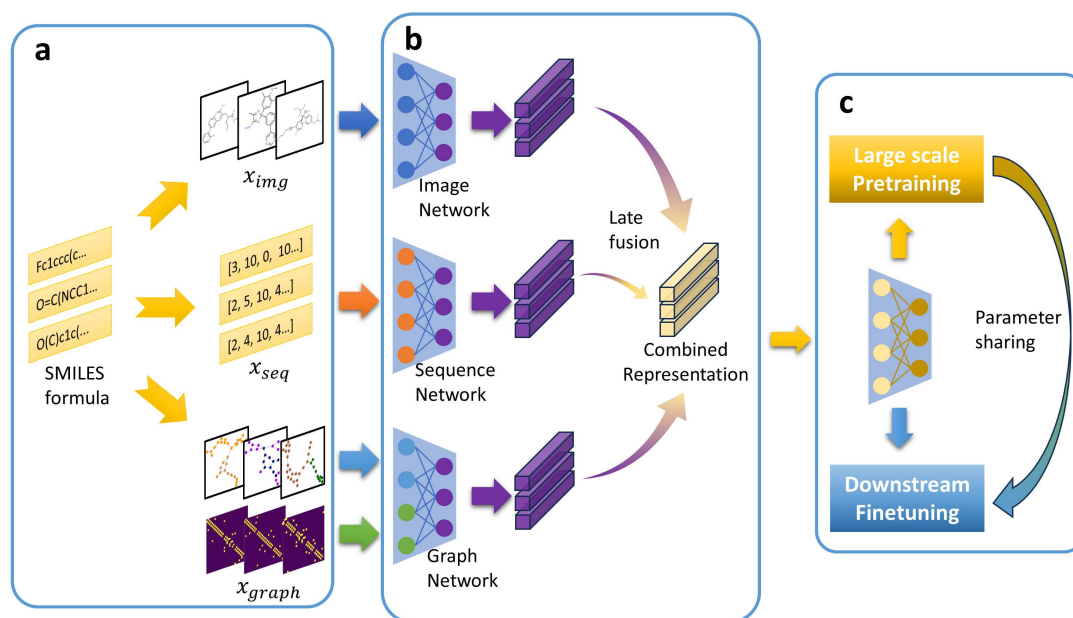 a
x_img
Fc1ccc(c...
O=C(NCC1...
O(C)c1c(...
SMILES
formula
[3, 10, 0, 10...]
[2, 5, 10, 4...]
[2, 4, 10, 4...]
x_seq
x_graph
b
Image
Network
Late
fusion
Sequence
Network
Combined
Representation
Graph
Network
c
Large scale
Pretraining
Parameter
sharing
Downstream
Finetuning